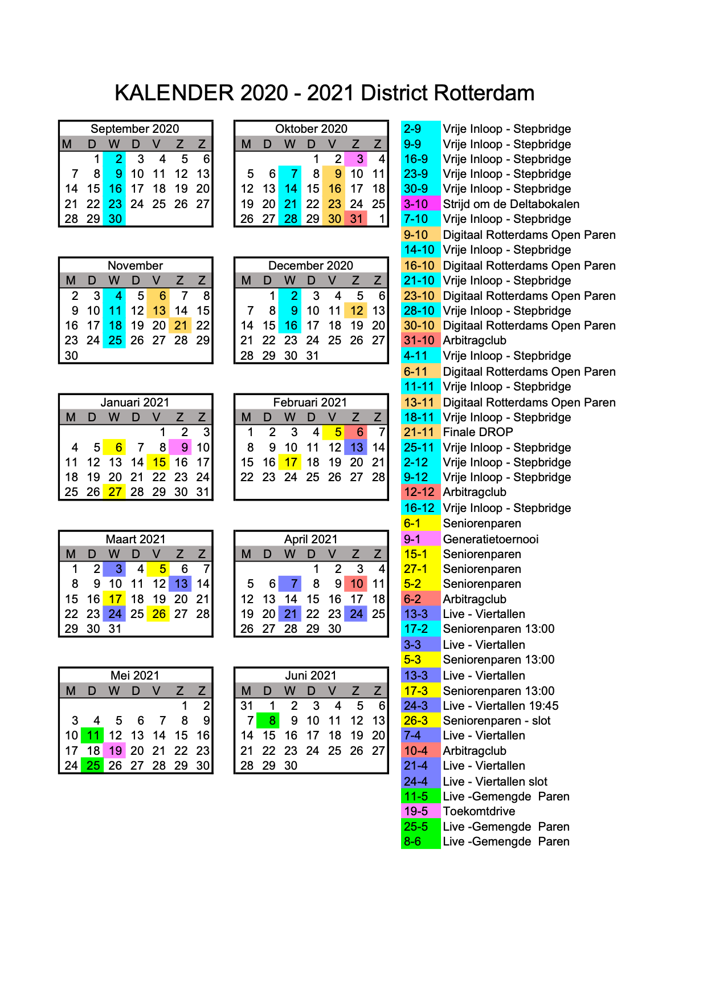 KALENDER 2020 - 2021 District Rotterdam
September 2020
M D W D V Z Z
1 2 3 4 5 6
7 8 9 10 11 12 13
14 15 16 17 18 19 20
21 22 23 24 25 26 27
28 29 30
Oktober 2020
M D W D V Z Z
1 2 3 4
5 6 7 8 9 10 11
12 13 14 15 16 17 18
19 20 21 22 23 24 25
26 27 28 29 30 31 1
November
M D W D V Z Z
2 3 4 5 6 7 8
9 10 11 12 13 14 15
16 17 18 19 20 21 22
23 24 25 26 27 28 29
30
December 2020
M D W D V Z Z
1 2 3 4 5 6
7 8 9 10 11 12 13
14 15 16 17 18 19 20
21 22 23 24 25 26 27
28 29 30 31
Januari 2021
M D W D V Z Z
1 2 3
4 5 6 7 8 9 10
11 12 13 14 15 16 17
18 19 20 21 22 23 24
25 26 27 28 29 30 31
Februari 2021
M D W D V Z Z
1 2 3 4 5 6 7
8 9 10 11 12 13 14
15 16 17 18 19 20 21
22 23 24 25 26 27 28
Maart 2021
M D W D V Z Z
1 2 3 4 5 6 7
8 9 10 11 12 13 14
15 16 17 18 19 20 21
22 23 24 25 26 27 28
29 30 31
April 2021
M D W D V Z Z
1 2 3 4
5 6 7 8 9 10 11
12 13 14 15 16 17 18
19 20 21 22 23 24 25
26 27 28 29 30
Mei 2021
M D W D V Z Z
1 2
3 4 5 6 7 8 9
10 11 12 13 14 15 16
17 18 19 20 21 22 23
24 25 26 27 28 29 30
Juni 2021
M D W D V Z Z
31 1 2 3 4 5 6
7 8 9 10 11 12 13
14 15 16 17 18 19 20
21 22 23 24 25 26 27
28 29 30
2-9 Vrije Inloop - Stepbridge
9-9 Vrije Inloop - Stepbridge
16-9 Vrije Inloop - Stepbridge
23-9 Vrije Inloop - Stepbridge
30-9 Vrije Inloop - Stepbridge
3-10 Strijd om de Deltabokalen
7-10 Vrije Inloop - Stepbridge
9-10 Digitaal Rotterdams Open Paren
14-10 Vrije Inloop - Stepbridge
16-10 Digitaal Rotterdams Open Paren
21-10 Vrije Inloop - Stepbridge
23-10 Digitaal Rotterdams Open Paren
28-10 Vrije Inloop - Stepbridge
30-10 Digitaal Rotterdams Open Paren
31-10 Arbitragclub
4-11 Vrije Inloop - Stepbridge
6-11 Digitaal Rotterdams Open Paren
11-11 Vrije Inloop - Stepbridge
13-11 Digitaal Rotterdams Open Paren
18-11 Vrije Inloop - Stepbridge
21-11 Finale DROP
25-11 Vrije Inloop - Stepbridge
2-12 Vrije Inloop - Stepbridge
9-12 Vrije Inloop - Stepbridge
12-12 Arbitragclub
16-12 Vrije Inloop - Stepbridge
6-1 Seniorenparen
9-1 Generatietoernooi
15-1 Seniorenparen
27-1 Seniorenparen
5-2 Seniorenparen
6-2 Arbitragclub
13-3 Live - Viertallen
17-2 Seniorenparen 13:00
3-3 Live - Viertallen
5-3 Seniorenparen 13:00
13-3 Live - Viertallen
17-3 Seniorenparen 13:00
24-3 Live - Viertallen 19:45
26-3 Seniorenparen - slot
7-4 Live - Viertallen
10-4 Arbitragclub
21-4 Live - Viertallen
24-4 Live - Viertallen slot
11-5 Live -Gemengde  Paren
19-5 Toekomtdrive
25-5 Live -Gemengde  Paren
8-6 Live -Gemengde  Paren